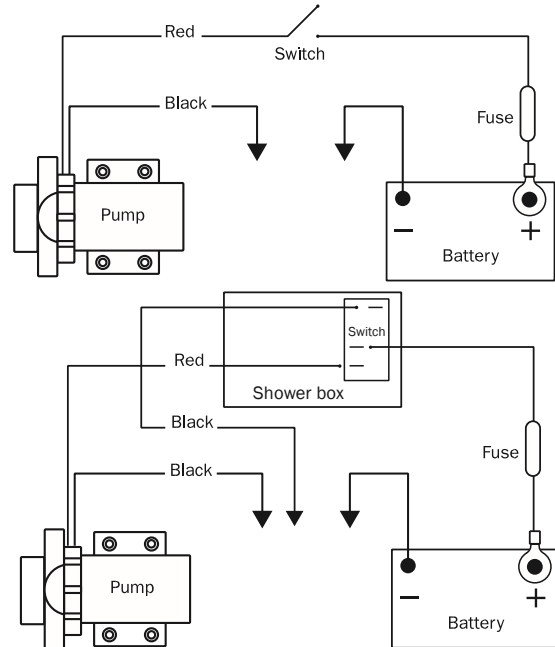 Red
Switch
Black
Fuse
Pump
− +
Battery
Switch
Red
Shower box
Black
Fuse
Black
Pump
− +
Battery